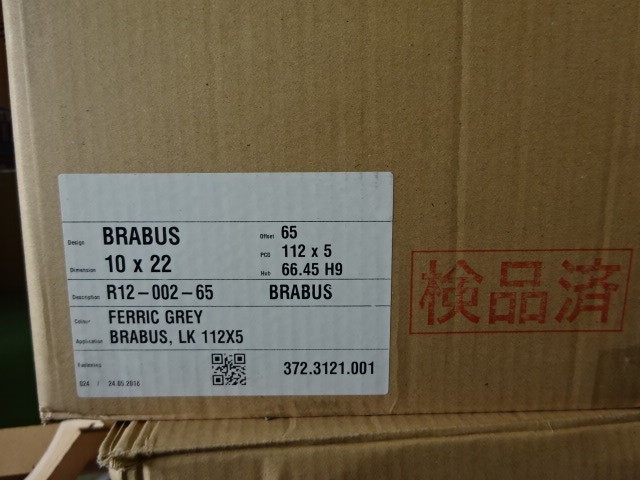 Design BRABUS
Offset 65
PCD 112 x 5
Dimension 10 x 22
Hub 66.45 H9
Description R12-002-65 BRABUS
Colour FERRIC GREY
Application BRABUS, LK 112X5
372.3121.001
024 / 24.05.2018
検品済